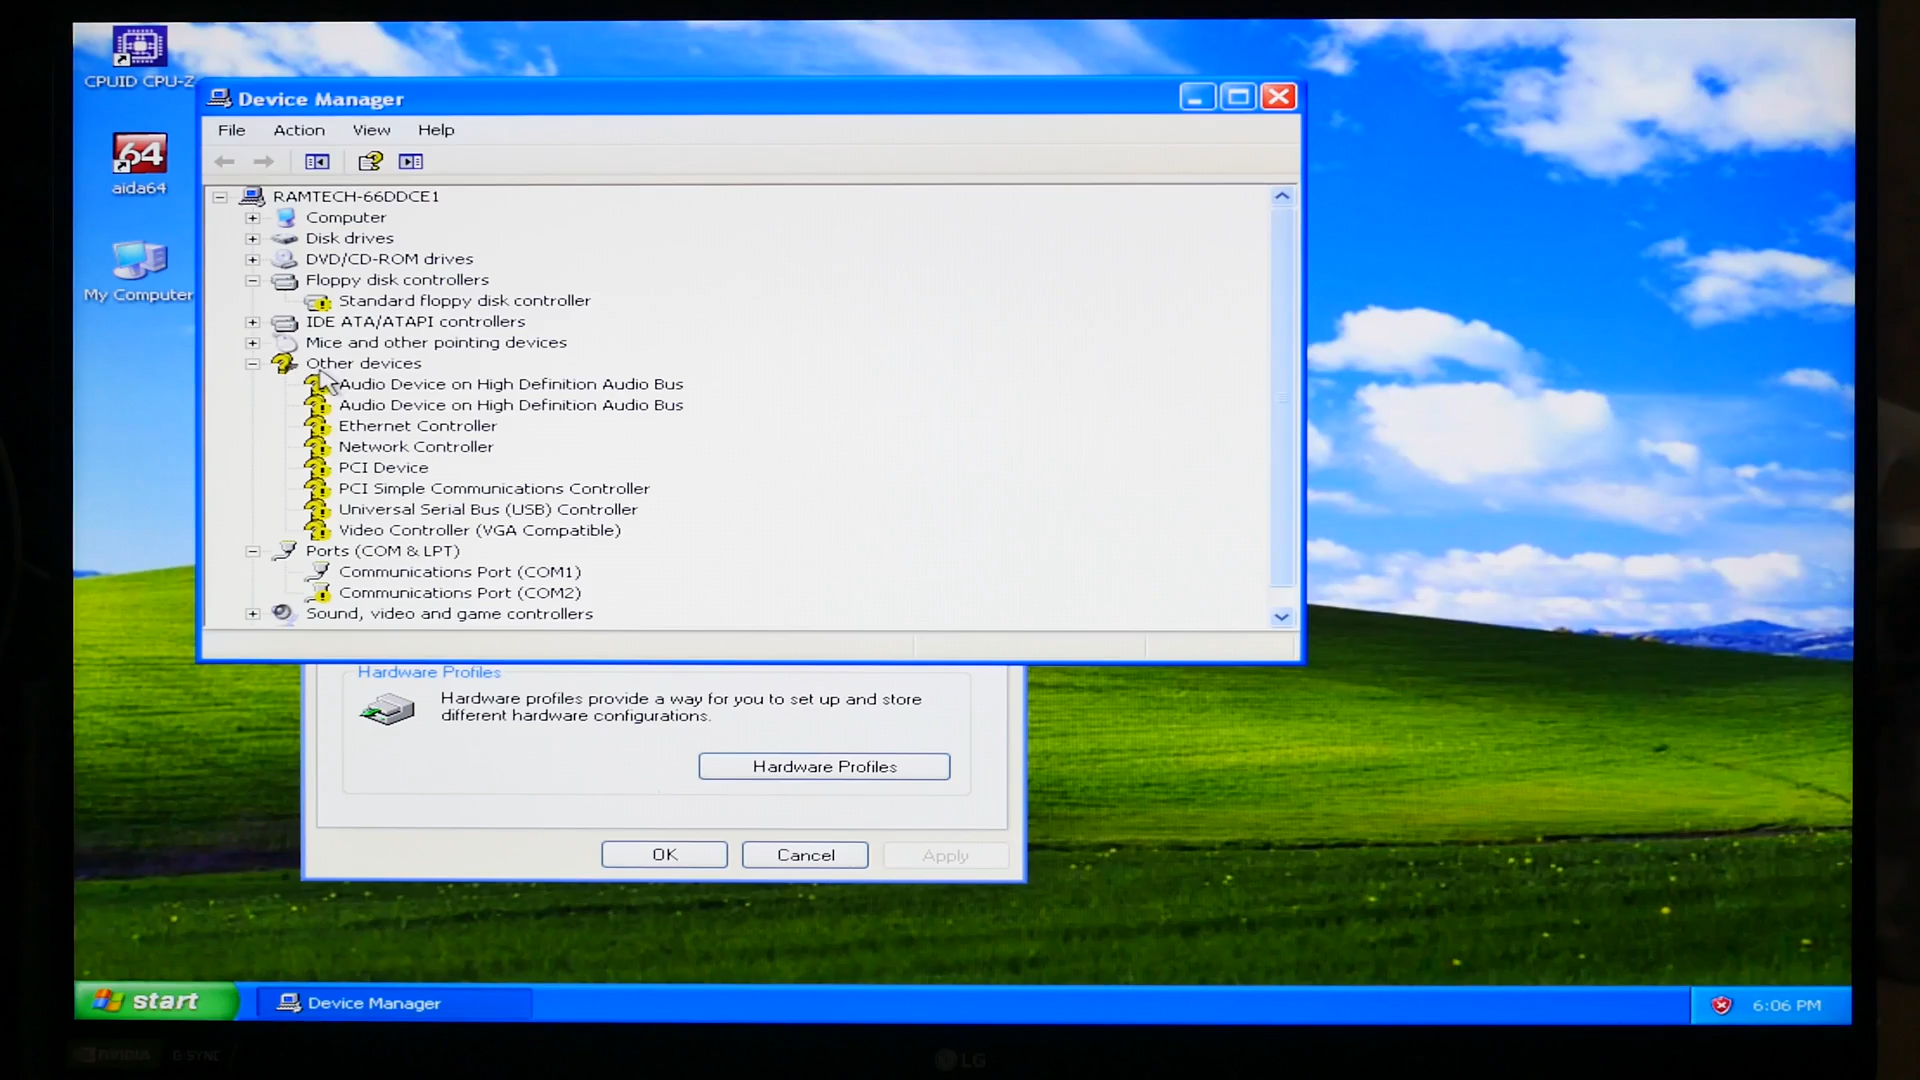 CPUID CPU-Z
64
aida64
My Computer
Device Manager
File Action View Help
RAMTECH-66DDCE1
Computer
Disk drives
DVD/CD-ROM drives
Floppy disk controllers
Standard floppy disk controller
IDE ATA/ATAPI controllers
Mice and other pointing devices
Other devices
Audio Device on High Definition Audio Bus
Audio Device on High Definition Audio Bus
Ethernet Controller
Network Controller
PCI Device
PCI Simple Communications Controller
Universal Serial Bus (USB) Controller
Video Controller (VGA Compatible)
Ports (COM & LPT)
Communications Port (COM1)
Communications Port (COM2)
Sound, video and game controllers
Hardware Profiles
Hardware profiles provide a way for you to set up and store
different hardware configurations.
Hardware Profiles
OK Cancel Apply
start Device Manager 6:06 PM
NVIDIA G-SYNC LG